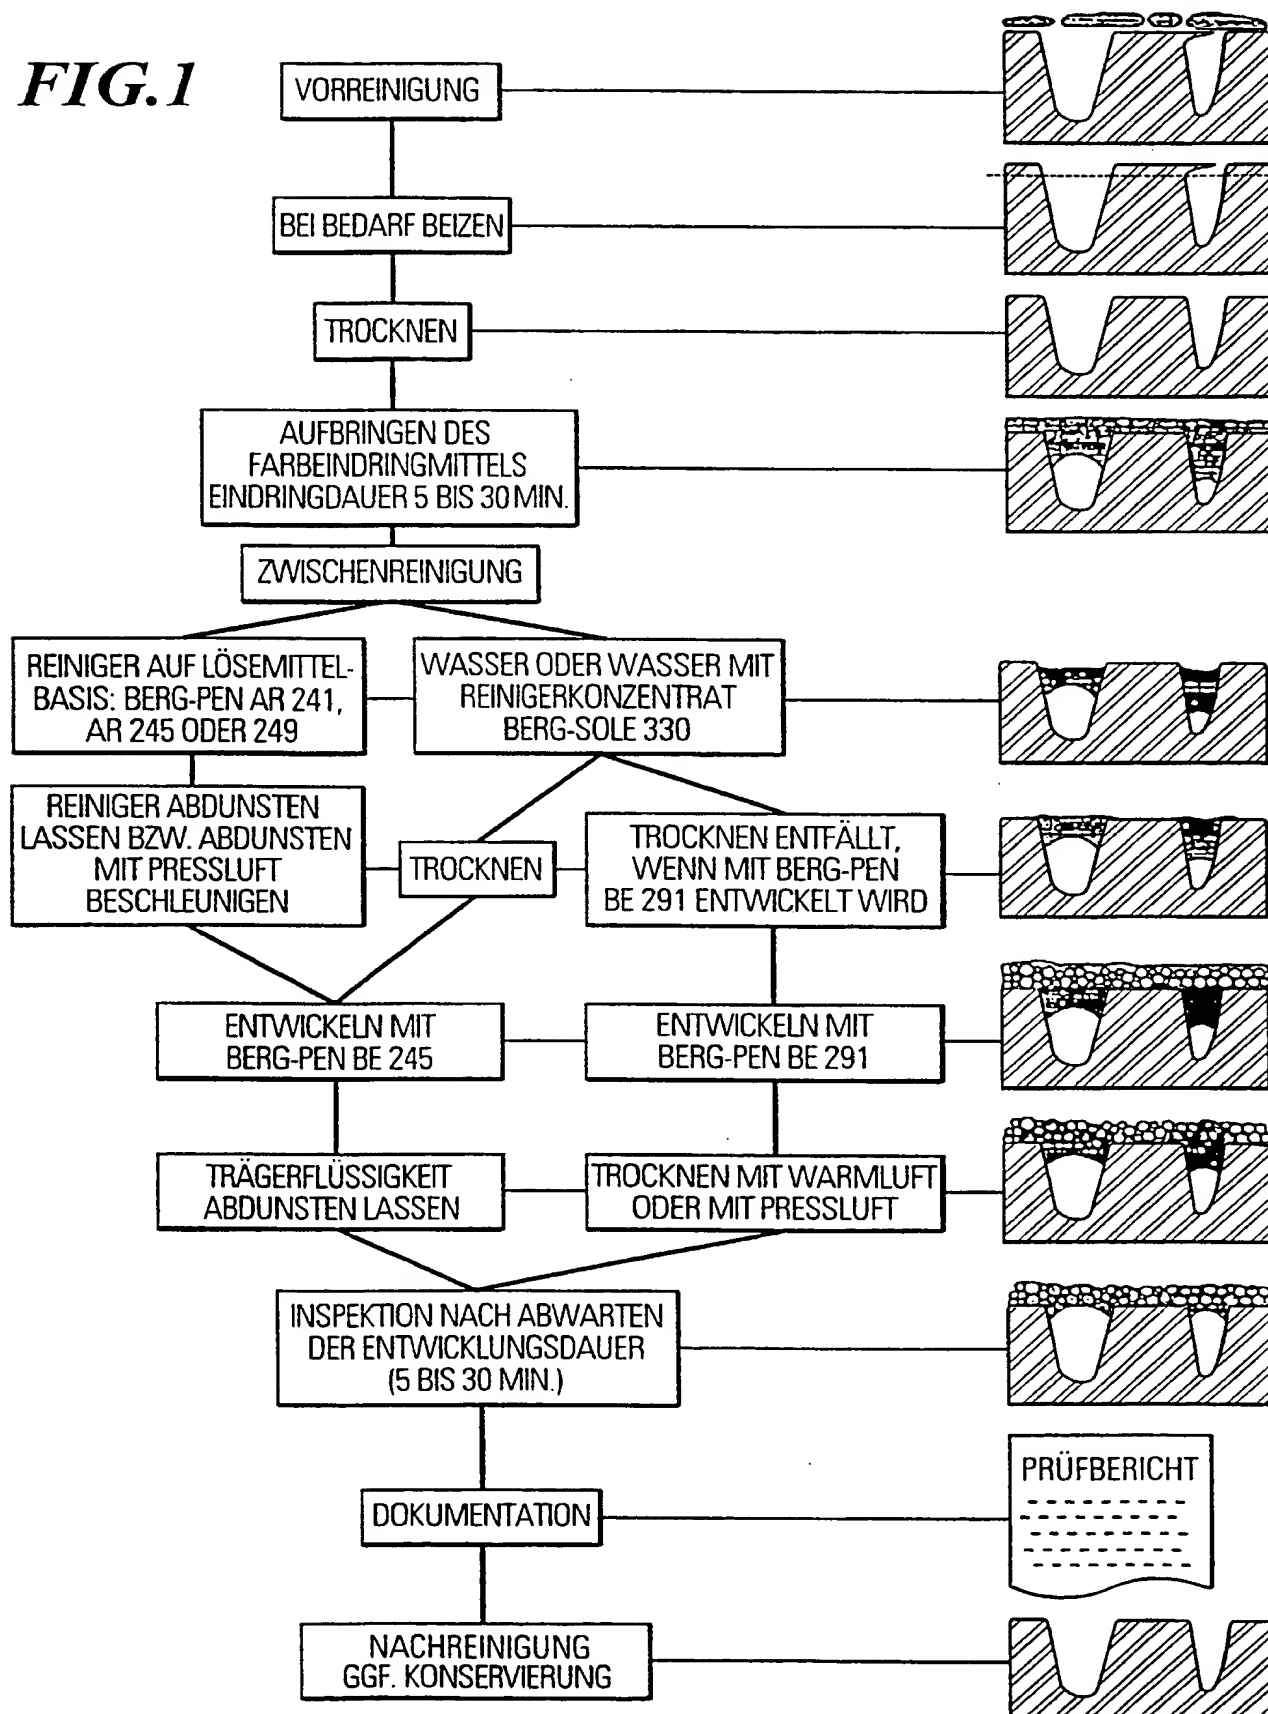 FIG.1
VORREINIGUNG
BEI BEDARF BEIZEN
TROCKNEN
AUFBRINGEN DES
FARBEINDRINGMITTELS
EINDRINGDAUER 5 BIS 30 MIN.
ZWISCHENREINIGUNG
REINIGER AUF LÖSEMITTEL-
BASIS: BERG-PEN AR 241,
AR 245 ODER 249
WASSER ODER WASSER MIT
REINIGERKONZENTRAT
BERG-SOLE 330
REINIGER ABDUNSTEN
LASSEN BZW. ABDUNSTEN
MIT PRESSLUFT
BESCHLEUNIGEN
TROCKNEN
TROCKNEN ENTFÄLLT,
WENN MIT BERG-PEN
BE 291 ENTWICKELT WIRD
ENTWICKELN MIT
BERG-PEN BE 245
ENTWICKELN MIT
BERG-PEN BE 291
TRÄGERFLÜSSIGKEIT
ABDUNSTEN LASSEN
TROCKNEN MIT WARMLUFT
ODER MIT PRESSLUFT
INSPEKTION NACH ABWARTEN
DER ENTWICKLUNGSDAUER
(5 BIS 30 MIN.)
DOKUMENTATION
PRÜFBERICHT
NACHREINIGUNG
GGF. KONSERVIERUNG